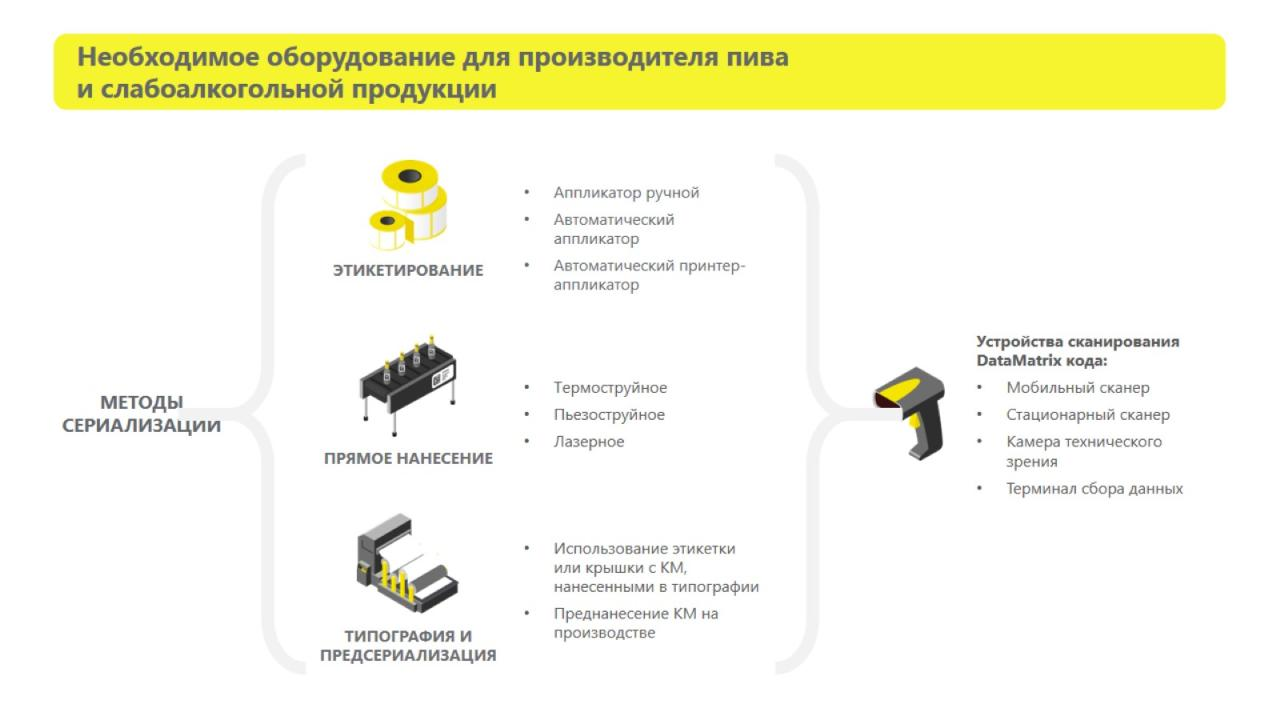 Необходимое оборудование для производителя пива
и слабоалкогольной продукции
МЕТОДЫ
СЕРИАЛИЗАЦИИ
ЭТИКЕТИРОВАНИЕ
• Аппликатор ручной
• Автоматический
аппликатор
• Автоматический принтер-
аппликатор
ПРЯМОЕ НАНЕСЕНИЕ
• Термоструйное
• Пьезоструйное
• Лазерное
ТИПОГРАФИЯ И
ПРЕДСЕРИАЛИЗАЦИЯ
• Использование этикетки
или крышки с КМ,
нанесенными в типографии
• Преднанесение КМ на
производстве
Устройства сканирования
DataMatrix кода:
• Мобильный сканер
• Стационарный сканер
• Камера технического
зрения
• Терминал сбора данных